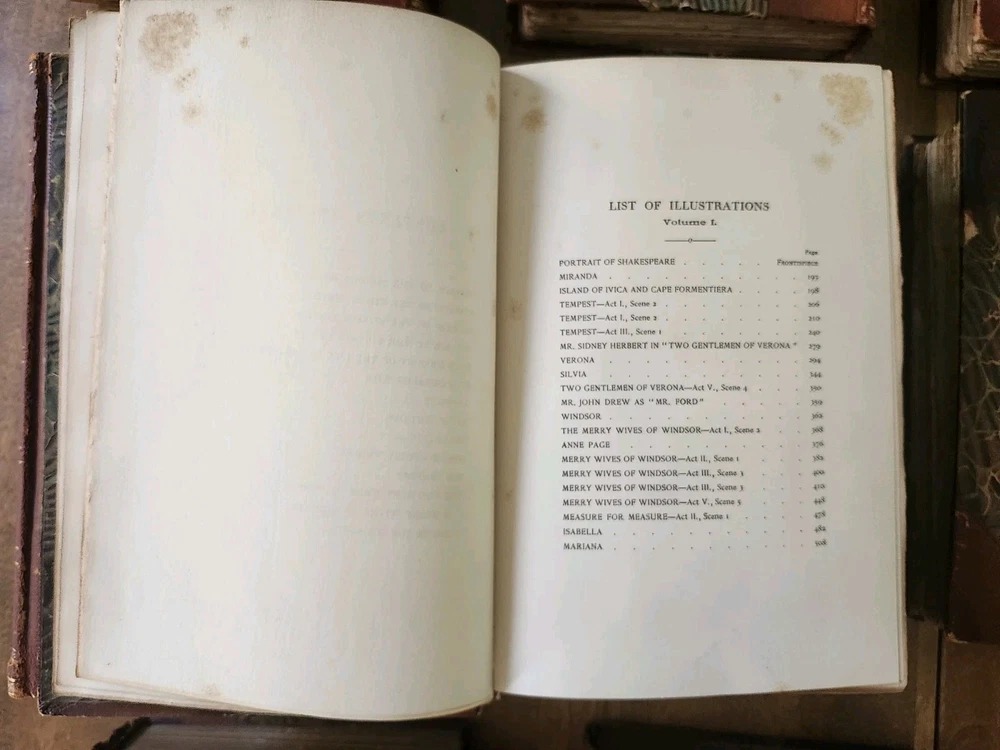 LIST OF ILLUSTRATIONS
Volume I.
Page
PORTRAIT OF SHAKESPEARE . . . . . Frontispiece
MIRANDA . . . . . . . . . . 193
ISLAND OF IVICA AND CAPE FORMENTIERA . . . . 198
TEMPEST—Act I., Scene 2 . . . . . . . 206
TEMPEST—Act I., Scene 2 . . . . . . . 210
TEMPEST—Act III., Scene 1 . . . . . . . 240
MR. SIDNEY HERBERT IN "TWO GENTLEMEN OF VERONA" 279
VERONA . . . . . . . . . . 294
SILVIA . . . . . . . . . . 344
TWO GENTLEMEN OF VERONA—Act V., Scene 4 . . . 350
MR. JOHN DREW AS "MR. FORD" . . . . . 359
WINDSOR . . . . . . . . . . 362
THE MERRY WIVES OF WINDSOR—Act I., Scene 2 . . 368
ANNE PAGE . . . . . . . . . 376
MERRY WIVES OF WINDSOR—Act II., Scene 1 . . . 382
MERRY WIVES OF WINDSOR—Act III., Scene 3 . . . 400
MERRY WIVES OF WINDSOR—Act III., Scene 5 . . . 410
MERRY WIVES OF WINDSOR—Act V., Scene 5 . . . 448
MEASURE FOR MEASURE—Act II., Scene 1 . . . . 478
ISABELLA . . . . . . . . . . 482
MARIANA . . . . . . . . . . 508